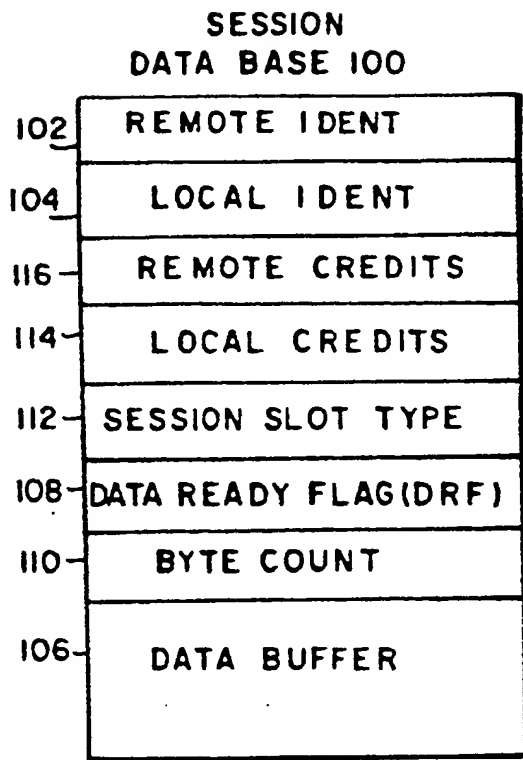 SESSION
DATA BASE 100
102 REMOTE IDENT
104 LOCAL IDENT
116 REMOTE CREDITS
114 LOCAL CREDITS
112 SESSION SLOT TYPE
108 DATA READY FLAG(DRF)
110 BYTE COUNT
106 DATA BUFFER